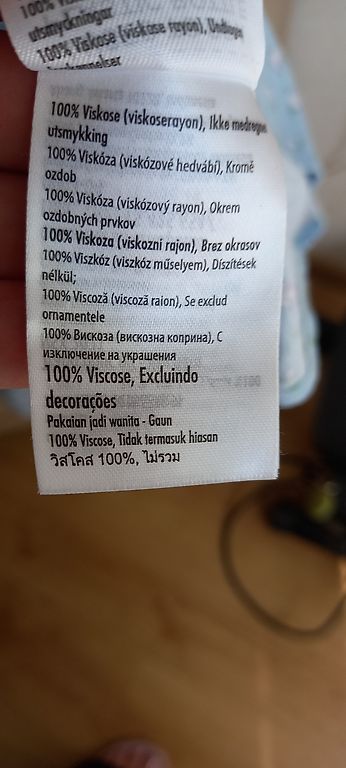 100% Viskose
utsmyckningar
100% Viskose (viskose rayon),
100% Viskose (viskoserayon), Ikke medregnet
utsmykking
100% Viskóza (viskózové hedvábí), Kromě
ozdob
100% Viskóza (viskózový rayon), Okrem
ozdobných prvkov
100% Viskoza (viskozni rajon), Brez okrasov
100% Viszkóz (viszkóz műselyem), Díszítések
nélkül;
100% Viscoză (viscoză raion), Se exclud
ornamentele
100% Вискоза (вискозна коприна), С
изключение на украшения
100% Viscose, Excluindo
decorações
Pakaian jadi wanita - Gaun
100% Viscose, Tidak termasuk hiasan
วิสโคส 100%, ไม่รวม